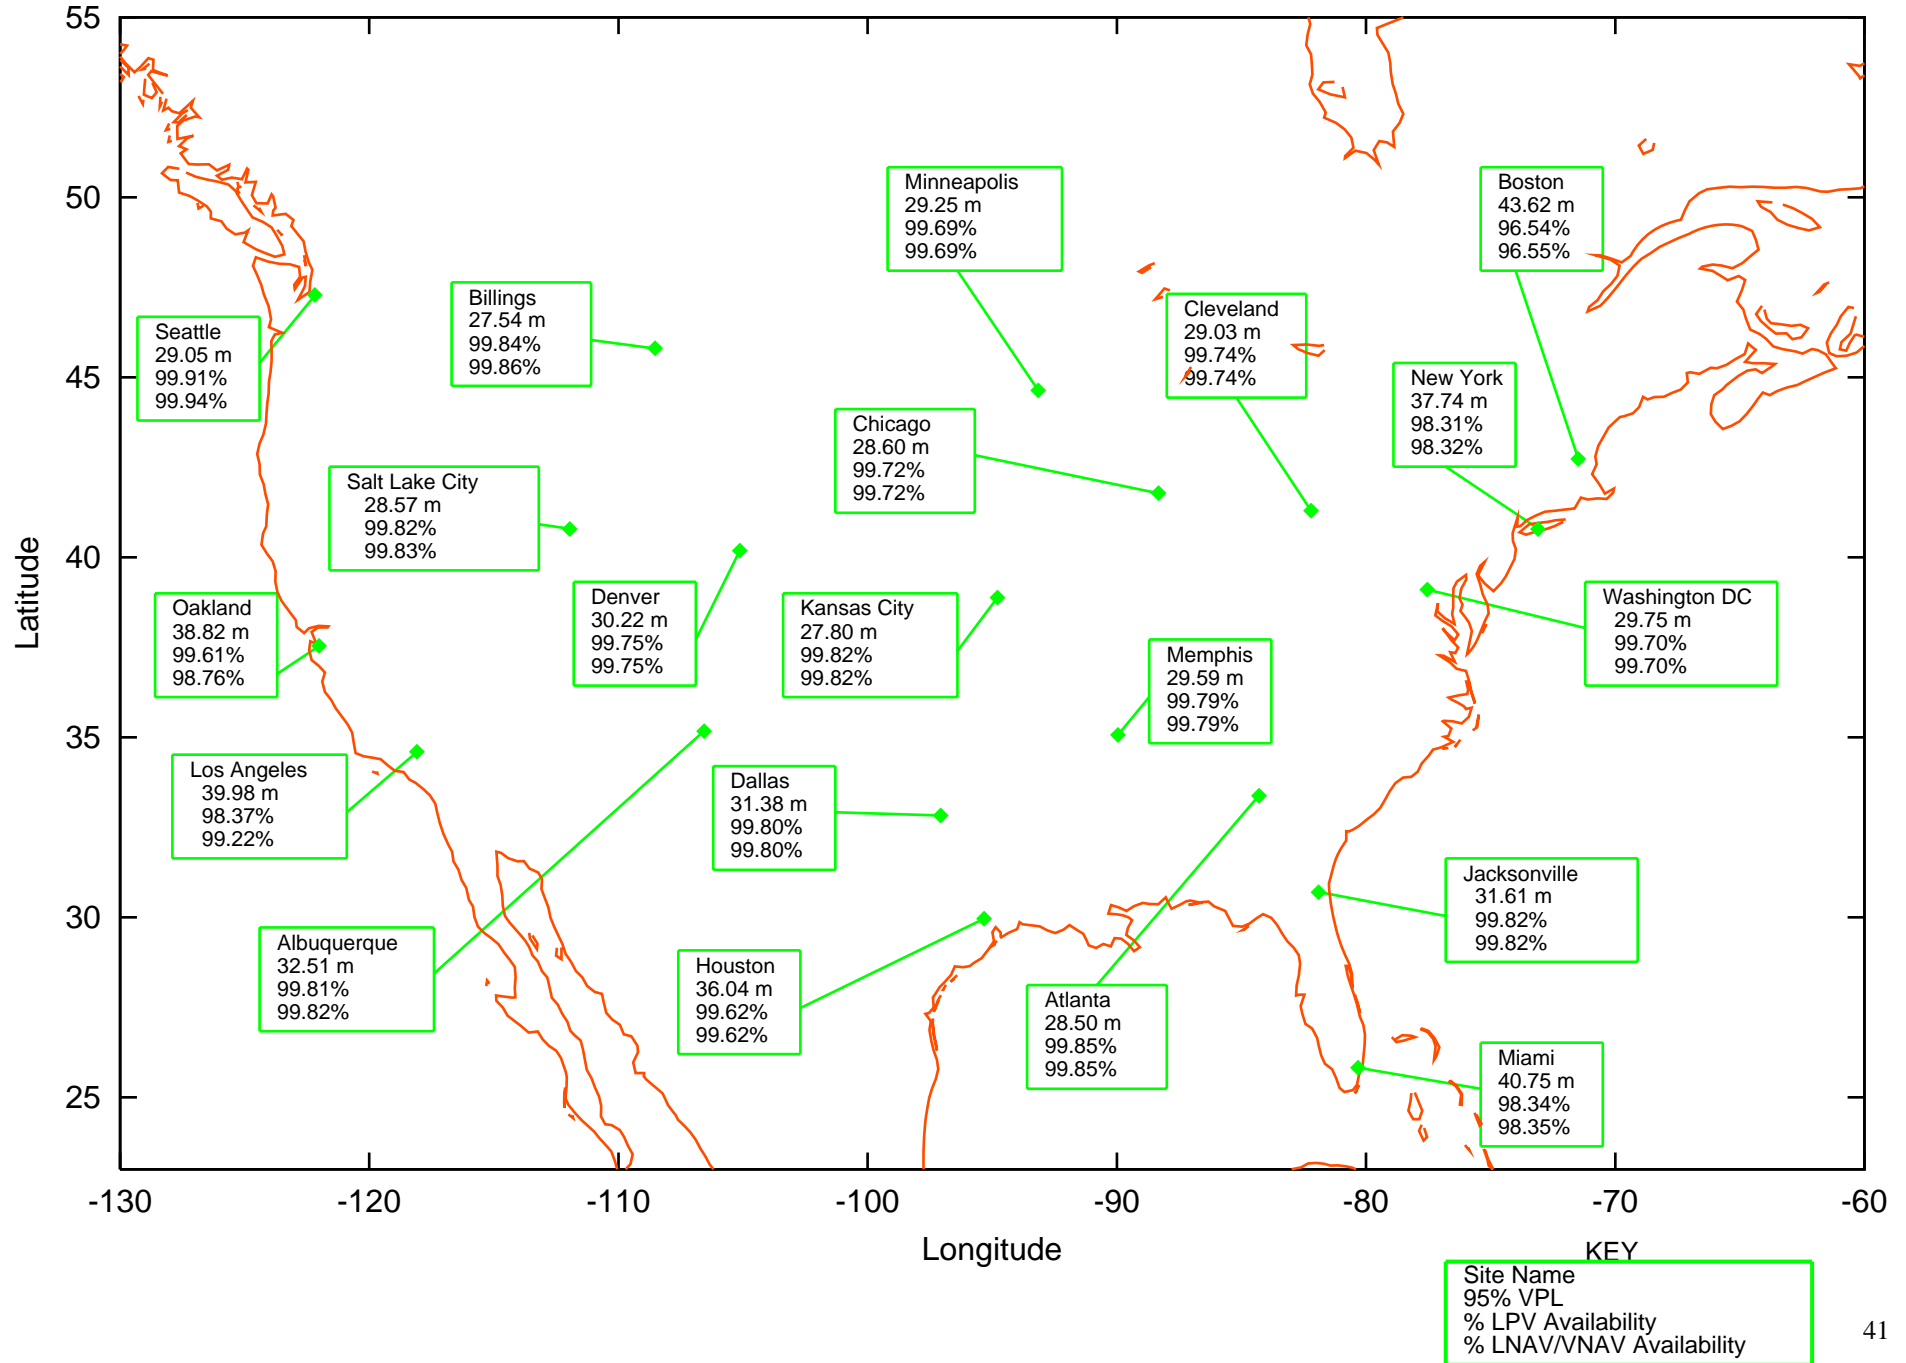 55
50
45
40
35
30
25
Latitude
Minneapolis
29.25 m
99.69%
99.69%
Boston
43.62 m
96.54%
96.55%
Billings
27.54 m
99.84%
99.86%
Cleveland
29.03 m
99.74%
99.74%
Seattle
29.05 m
99.91%
99.94%
New York
37.74 m
98.31%
98.32%
Chicago
28.60 m
99.72%
99.72%
Salt Lake City
28.57 m
99.82%
99.83%
Denver
30.22 m
99.75%
99.75%
Kansas City
27.80 m
99.82%
99.82%
Washington DC
29.75 m
99.70%
99.70%
Oakland
38.82 m
99.61%
98.76%
Memphis
29.59 m
99.79%
99.79%
Los Angeles
39.98 m
98.37%
99.22%
Dallas
31.38 m
99.80%
99.80%
Jacksonville
31.61 m
99.82%
99.82%
Albuquerque
32.51 m
99.81%
99.82%
Houston
36.04 m
99.62%
99.62%
Atlanta
28.50 m
99.85%
99.85%
Miami
40.75 m
98.34%
98.35%
-130 -120 -110 -100 -90 -80 -70 -60
Longitude
KEY
Site Name
95% VPL
% LPV Availability
% LNAV/VNAV Availability
41